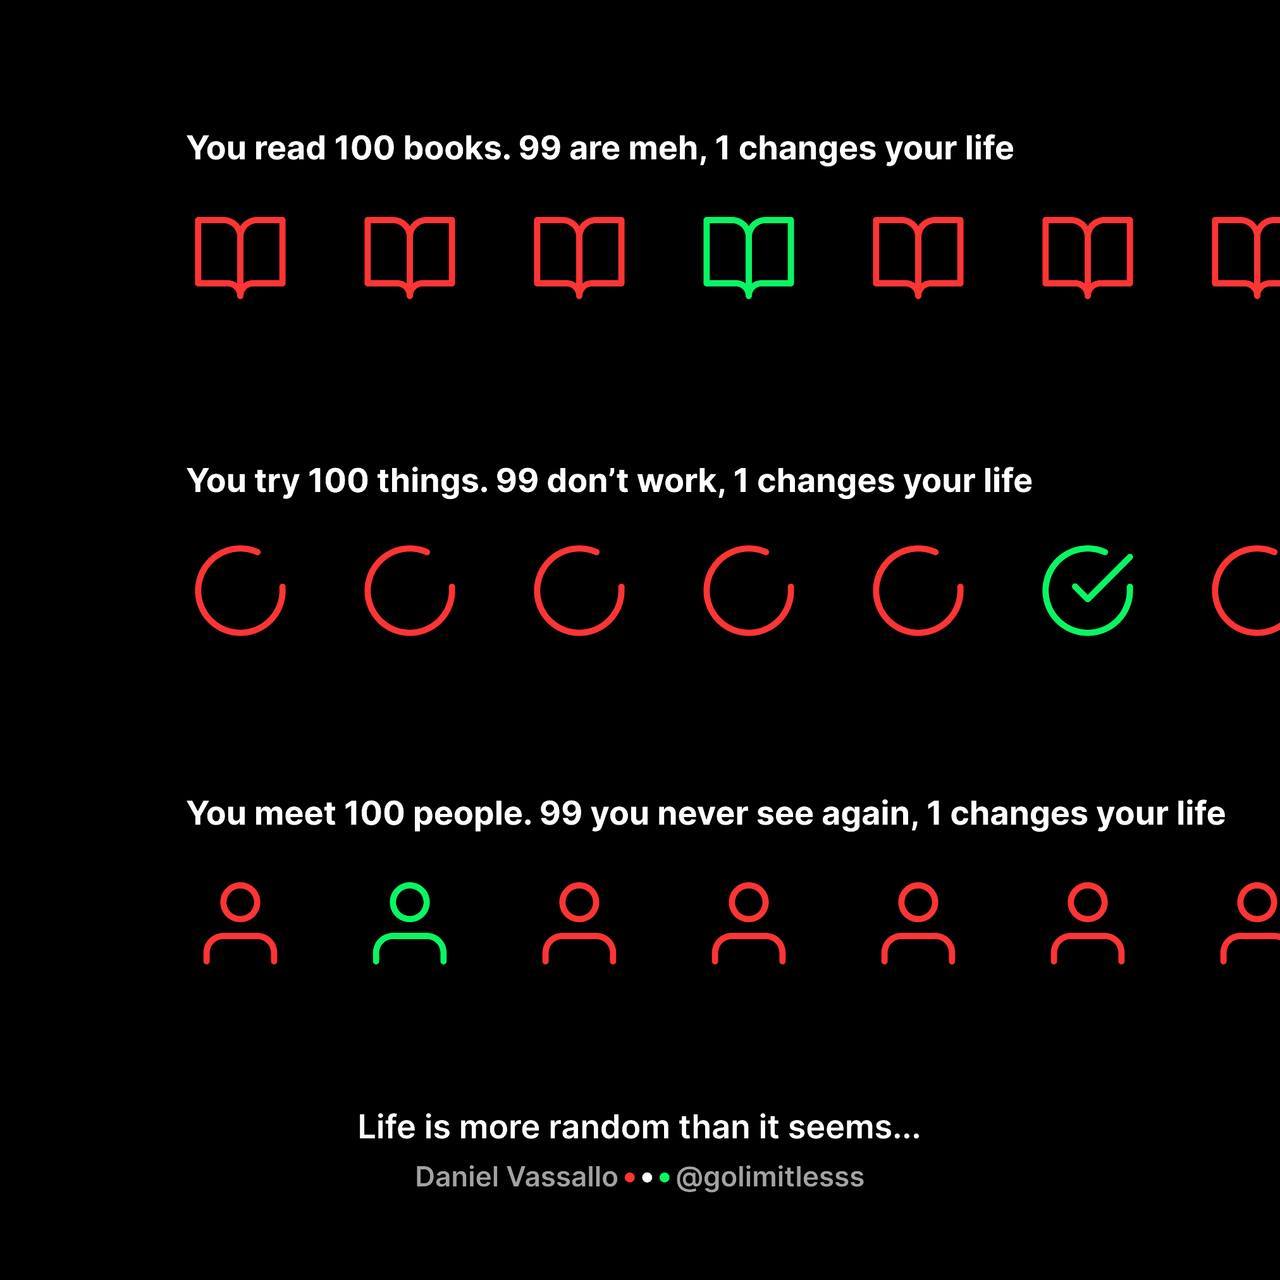 You read 100 books. 99 are meh, 1 changes your life
You try 100 things. 99 don’t work, 1 changes your life
You meet 100 people. 99 you never see again, 1 changes your life
Life is more random than it seems...
Daniel Vassallo ••• @golimitlesss